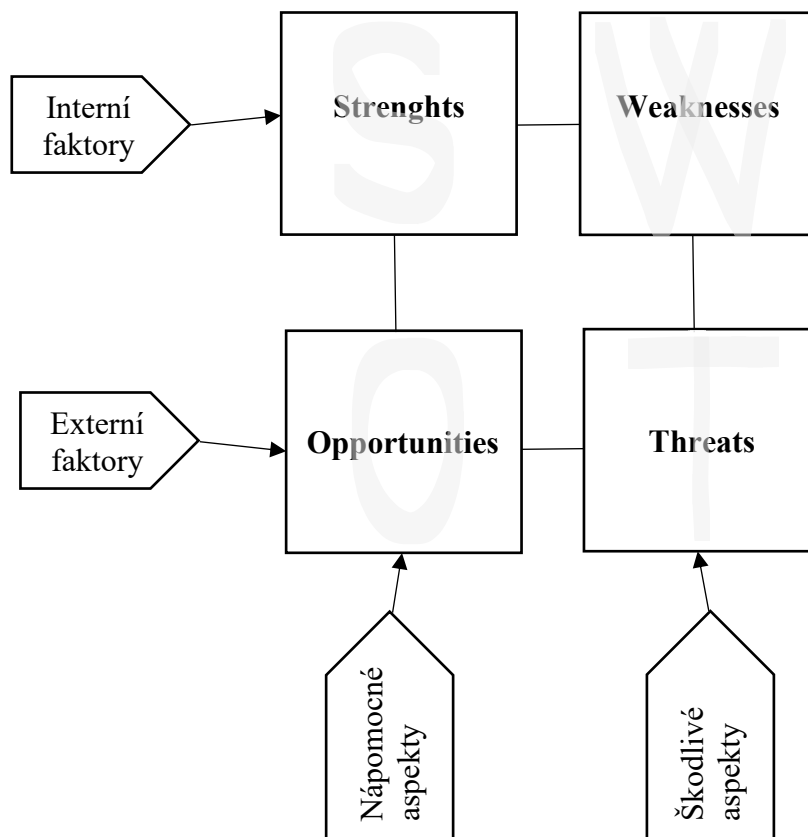 S
W
Interní
faktory
Strenghts
Weaknesses
O
T
Externí
faktory
Opportunities
Threats
Nápomocné
aspekty
Škodlivé
aspekty